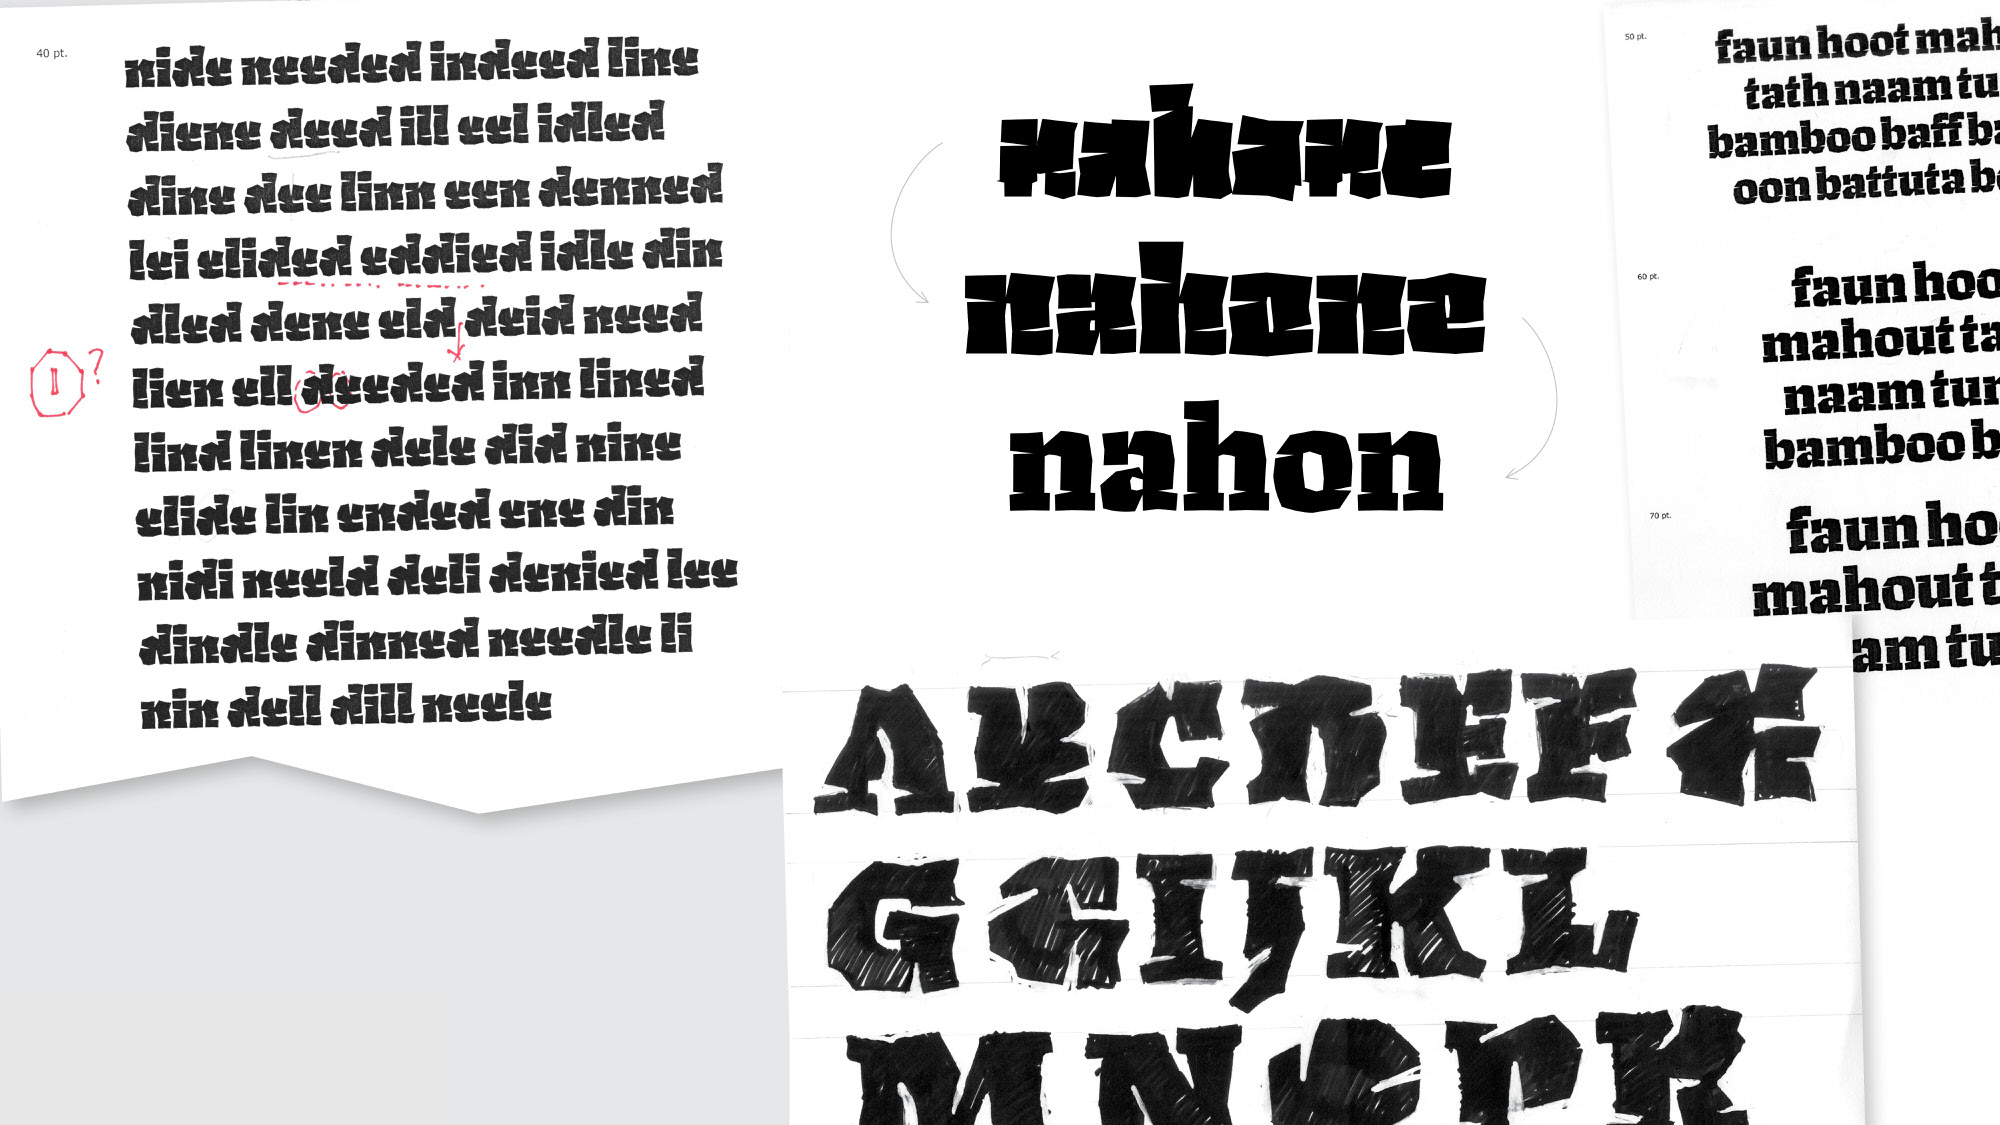 40 pt.
nide needed indeed line
diene deed ill eel idled
dine dee linn een denned
lei elided eddied idle din
dled dene eld deid need
lien ell deeded inn lined
I ?
lind linen dele did nine
elide lin ended ene din
nidi neeld deli denied lee
dindle dinned needle li
nin dell dill neele
nahane
nahone
nahon
50 pt.
faun hoot mah
tath naam tu
bamboo baff ba
oon battuta b
60 pt.
faun hoo
mahout ta
naam tur
bamboo b
70 pt.
faun ho
mahout t
am tu
ABCDEF
GGIJKL
MNOPR